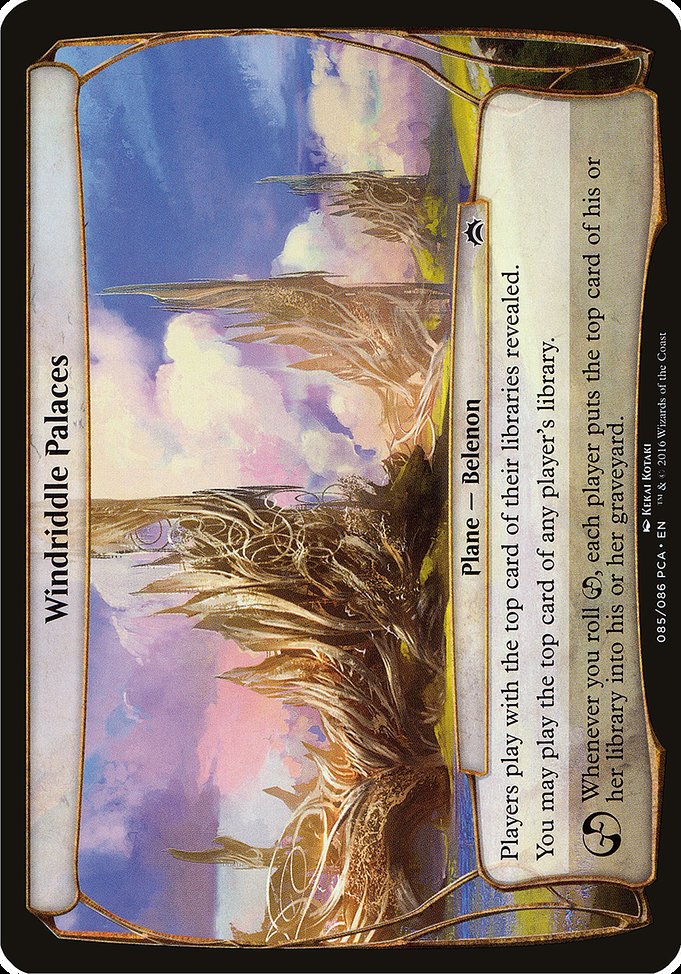 Windriddle Palaces
Plane — Belenon
Players play with the top card of their libraries revealed.
You may play the top card of any player's library.
Whenever you roll , each player puts the top card of his or
her library into his or her graveyard.
Kekai Kotaki
085/086 PCA • EN ™ & © 2016 Wizards of the Coast